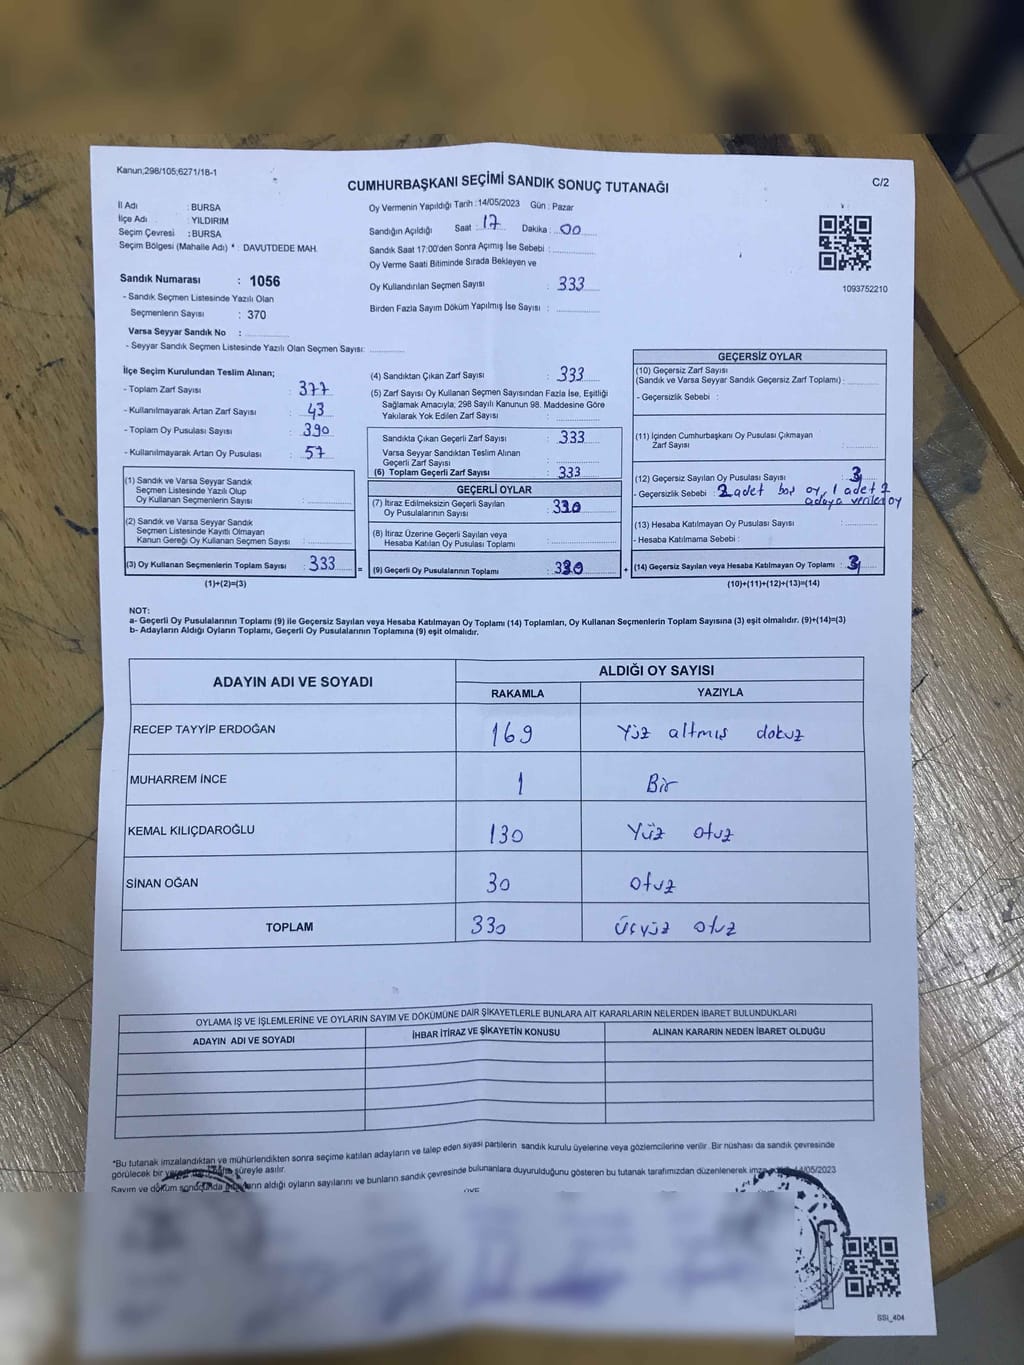 Kanun;298/105;6271/18-1
CUMHURBAŞKANI SEÇİMİ SANDIK SONUÇ TUTANAĞI
C/2
İl Adı : BURSA
İlçe Adı : YILDIRIM
Seçim Çevresi : BURSA
Seçim Bölgesi (Mahalle Adı) * : DAVUTDEDE MAH.
Sandık Numarası : 1056
- Sandık Seçmen Listesinde Yazılı Olan
Seçmenlerin Sayısı : 370
Varsa Seyyar Sandık No :
- Seyyar Sandık Seçmen Listesinde Yazılı Olan Seçmen Sayısı:
Oy Vermenin Yapıldığı Tarih : 14/05/2023 Gün : Pazar
Sandığın Açıldığı Saat : 17 Dakika : 00
Sandık Saat 17:00'den Sonra Açımış İse Sebebi :
Oy Verme Saati Bitiminde Sırada Bekleyen ve
Oy Kullandırılan Seçmen Sayısı : 333
Birden Fazla Sayım Döküm Yapılmış İse Sayısı :
1093752210
İlçe Seçim Kurulundan Teslim Alınan;
- Toplam Zarf Sayısı : 377
- Kullanılmayarak Artan Zarf Sayısı : 43
- Toplam Oy Pusulası Sayısı : 390
- Kullanılmayarak Artan Oy Pusulası : 57
(1) Sandık ve Varsa Seyyar Sandık
Seçmen Listesinde Yazılı Olup
Oy Kullanan Seçmenlerin Sayısı :
(2) Sandık ve Varsa Seyyar Sandık
Seçmen Listesinde Kayıtlı Olmayan
Kanun Gereği Oy Kullanan Seçmen Sayısı :
(3) Oy Kullanan Seçmenlerin Toplam Sayısı : 333
(1)+(2)=(3)
=
(4) Sandıktan Çıkan Zarf Sayısı : 333
(5) Zarf Sayısı Oy Kullanan Seçmen Sayısından Fazla İse, Eşitliği
Sağlamak Amacıyla; 298 Sayılı Kanunun 98. Maddesine Göre
Yakılarak Yok Edilen Zarf Sayısı :
Sandıkta Çıkan Geçerli Zarf Sayısı : 333
Varsa Seyyar Sandıktan Teslim Alınan
Geçerli Zarf Sayısı :
(6) Toplam Geçerli Zarf Sayısı : 333
GEÇERLİ OYLAR
(7) İtiraz Edilmeksizin Geçerli Sayılan
Oy Pusulalarının Sayısı : 330
(8) İtiraz Üzerine Geçerli Sayılan veya
Hesaba Katılan Oy Pusulası Toplamı :
(9) Geçerli Oy Pusulalarının Toplamı : 330
+
GEÇERSİZ OYLAR
(10) Geçersiz Zarf Sayısı
(Sandık ve Varsa Seyyar Sandık Geçersiz Zarf Toplamı) :
- Geçersizlik Sebebi :
(11) İçinden Cumhurbaşkanı Oy Pusulası Çıkmayan
Zarf Sayısı :
(12) Geçersiz Sayılan Oy Pusulası Sayısı : 3
- Geçersizlik Sebebi : 2 adet boş oy, 1 adet 2
adaya verilen oy
(13) Hesaba Katılmayan Oy Pusulası Sayısı :
- Hesaba Katılmama Sebebi :
(14) Geçersiz Sayılan veya Hesaba Katılmayan Oy Toplamı : 3
(10)+(11)+(12)+(13)=(14)
NOT:
a- Geçerli Oy Pusulalarının Toplamı (9) ile Geçersiz Sayılan veya Hesaba Katılmayan Oy Toplamı (14) Toplamları, Oy Kullanan Seçmenlerin Toplam Sayısına (3) eşit olmalıdır. (9)+(14)=(3)
b- Adayların Aldığı Oyların Toplamı, Geçerli Oy Pusulalarının Toplamına (9) eşit olmalıdır.
ADAYIN ADI VE SOYADI
ALDIĞI OY SAYISI
RAKAMLA YAZIYLA
RECEP TAYYİP ERDOĞAN 169 Yüz altmış dokuz
MUHARREM İNCE 1 Bir
KEMAL KILIÇDAROĞLU 130 Yüz otuz
SİNAN OĞAN 30 otuz
TOPLAM 330 üçyüz otuz
OYLAMA İŞ VE İŞLEMLERİNE VE OYLARIN SAYIM VE DÖKÜMÜNE DAİR ŞİKAYETLERLE BUNLARA AİT KARARLARIN NELERDEN İBARET BULUNDUKLARI
ADAYIN ADI VE SOYADI İHBAR İTİRAZ VE ŞİKAYETİN KONUSU ALINAN KARARIN NEDEN İBARET OLDUĞU
*Bu tutanak imzalandıktan ve mühürlendikten sonra seçime katılan adayların ve talep eden siyasi partilerin sandık kurulu üyelerine veya gözlemcilerine verilir. Bir nüshası da sandık çevresinde
görülecek bir süreyle asılır.
Sayım ve döküm sonucunda aldığı oyların sayılarını ve bunların sandık çevresinde bulunanlara duyurulduğunu gösteren bu tutanak tarafımızdan düzenlenerek 14/05/2023
SSI_404